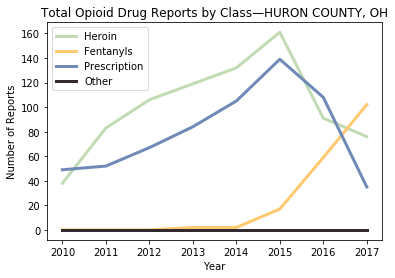 Total Opioid Drug Reports by Class—HURON COUNTY, OH
Heroin
Fentanyls
Prescription
Other
Number of Reports
160
140
120
100
80
60
40
20
0
2010 2011 2012 2013 2014 2015 2016 2017
Year